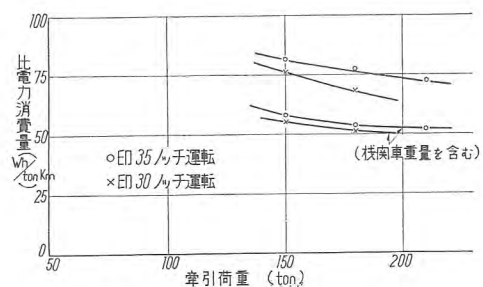 100
75
50
25
0
比電力消費量
Wh/ton Km
○印35ノッチ運転
×印30ノッチ運転
(栈関車重量を含む)
50
100
150
200
牽引荷重 (ton)